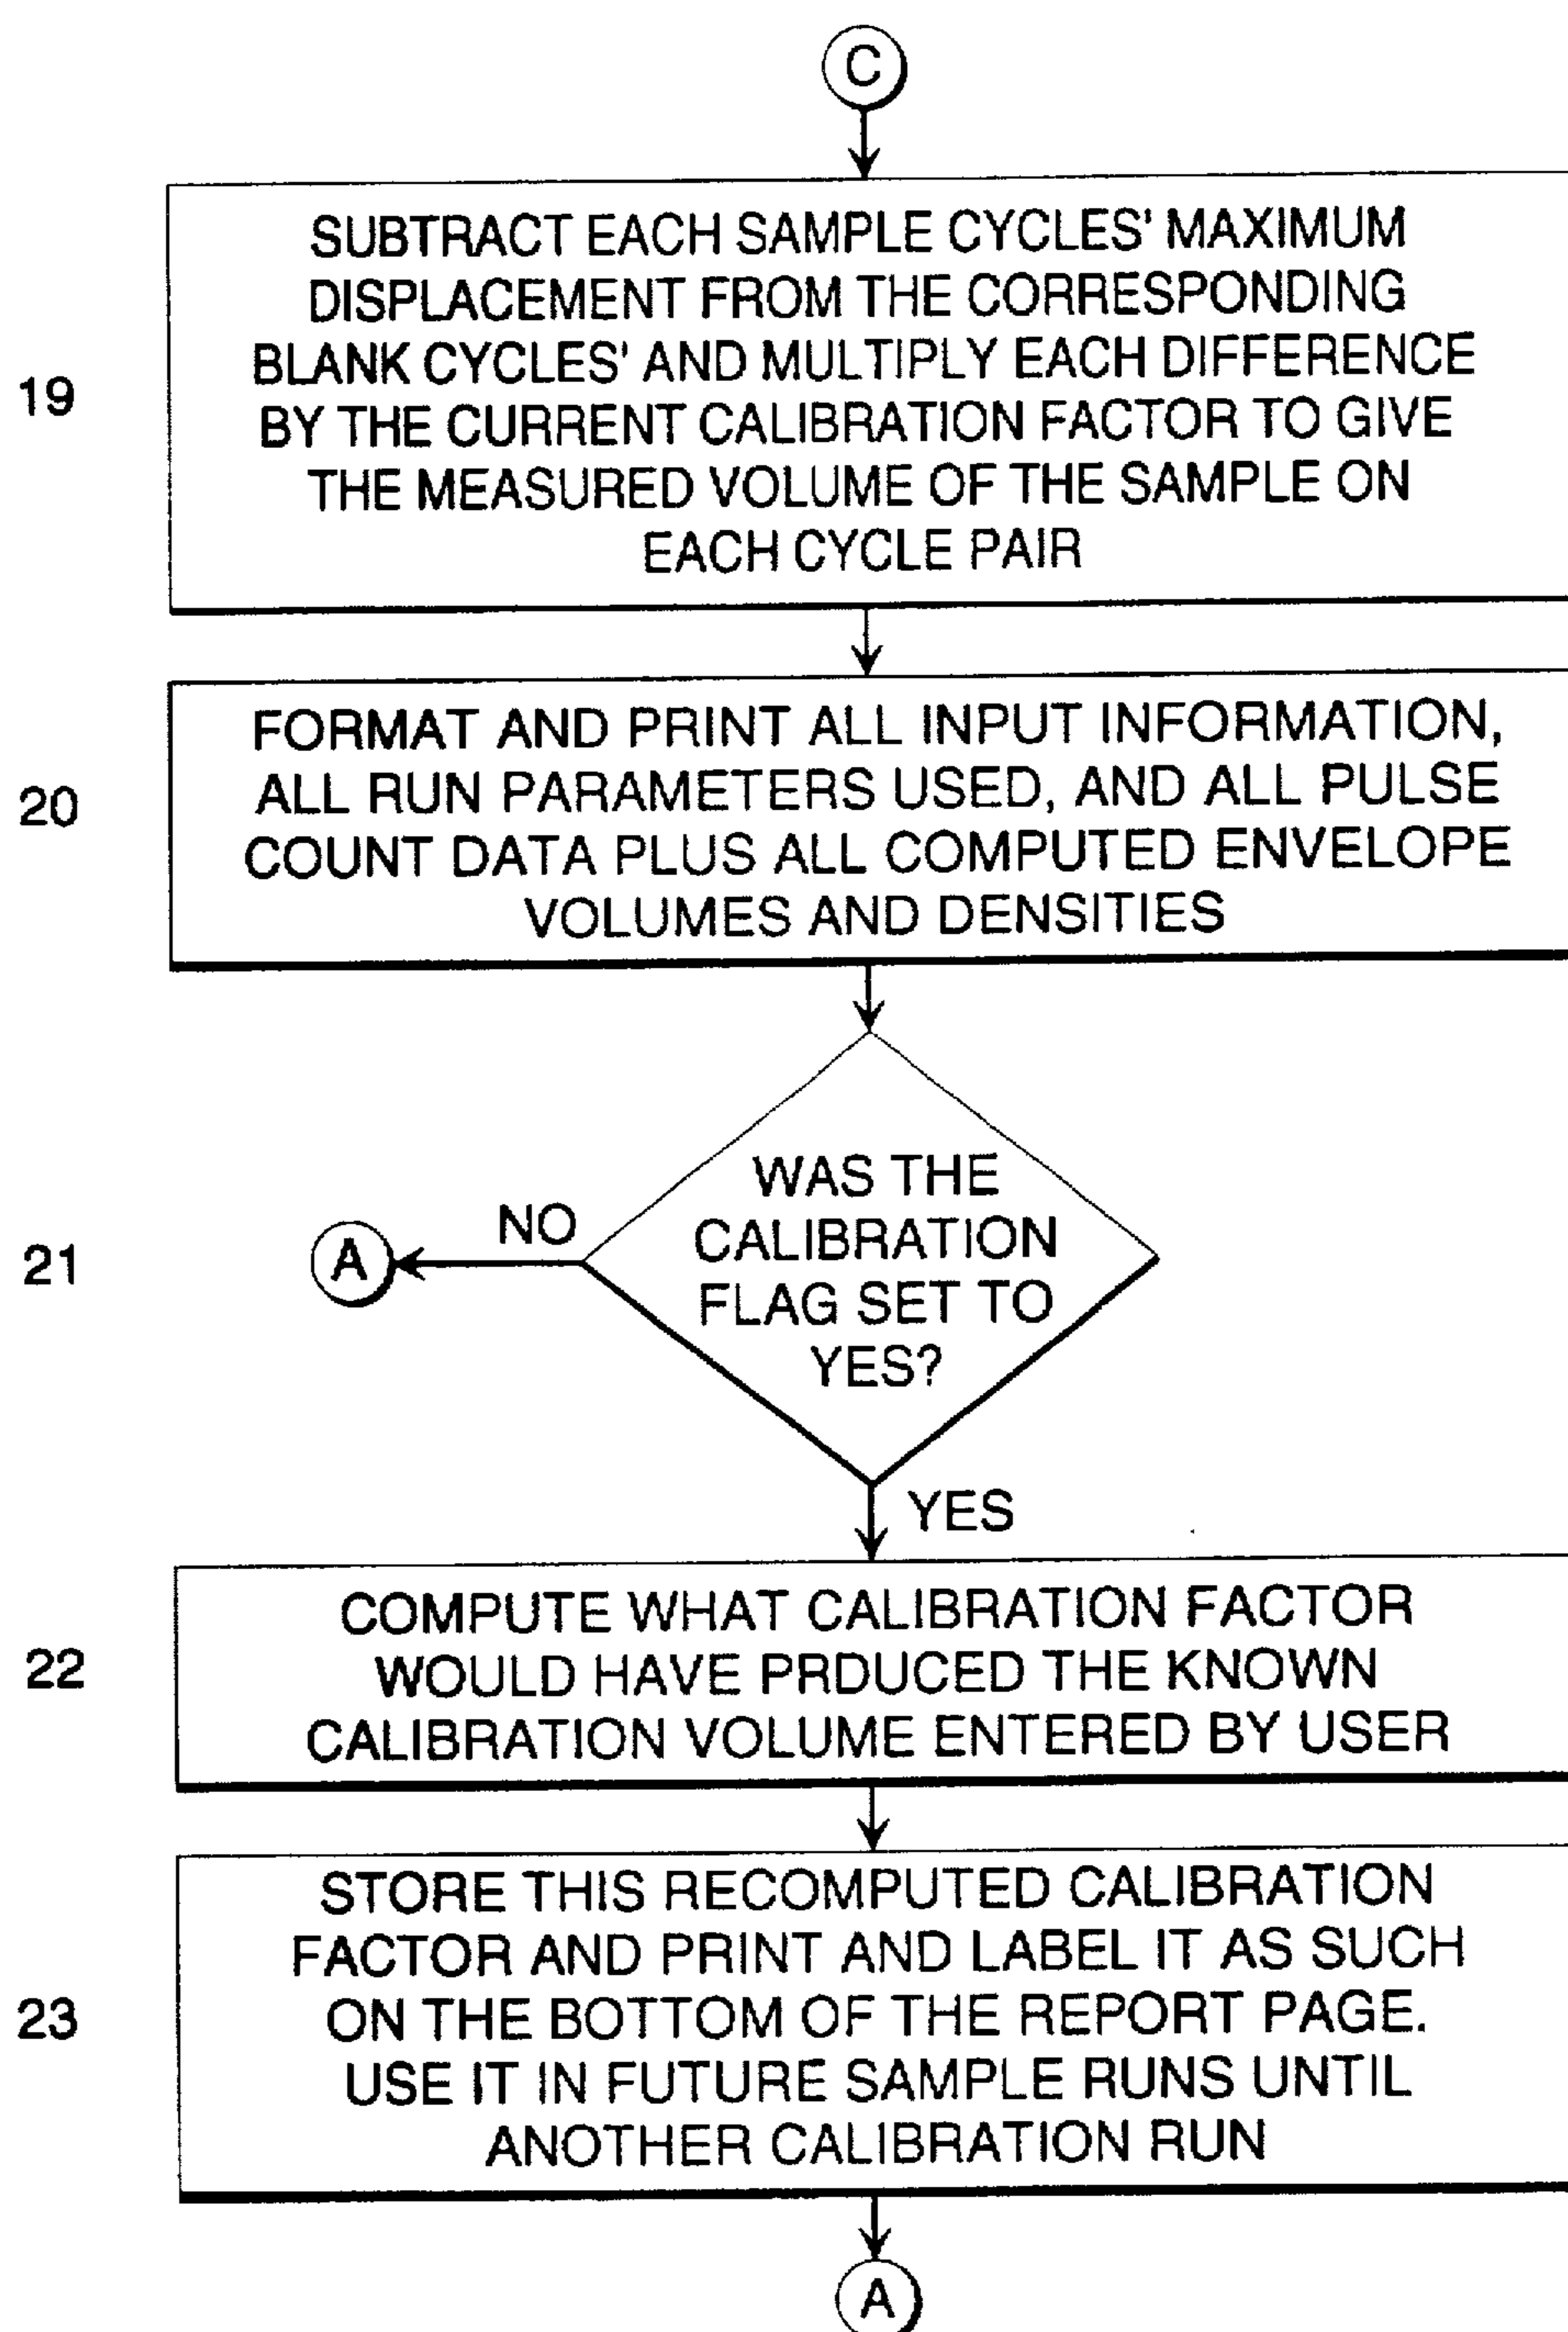 C
19
SUBTRACT EACH SAMPLE CYCLES' MAXIMUM
DISPLACEMENT FROM THE CORRESPONDING
BLANK CYCLES' AND MULTIPLY EACH DIFFERENCE
BY THE CURRENT CALIBRATION FACTOR TO GIVE
THE MEASURED VOLUME OF THE SAMPLE ON
EACH CYCLE PAIR
20
FORMAT AND PRINT ALL INPUT INFORMATION,
ALL RUN PARAMETERS USED, AND ALL PULSE
COUNT DATA PLUS ALL COMPUTED ENVELOPE
VOLUMES AND DENSITIES
21
A
NO
WAS THE
CALIBRATION
FLAG SET TO
YES?
YES
22
COMPUTE WHAT CALIBRATION FACTOR
WOULD HAVE PRDUCED THE KNOWN
CALIBRATION VOLUME ENTERED BY USER
23
STORE THIS RECOMPUTED CALIBRATION
FACTOR AND PRINT AND LABEL IT AS SUCH
ON THE BOTTOM OF THE REPORT PAGE.
USE IT IN FUTURE SAMPLE RUNS UNTIL
ANOTHER CALIBRATION RUN
A